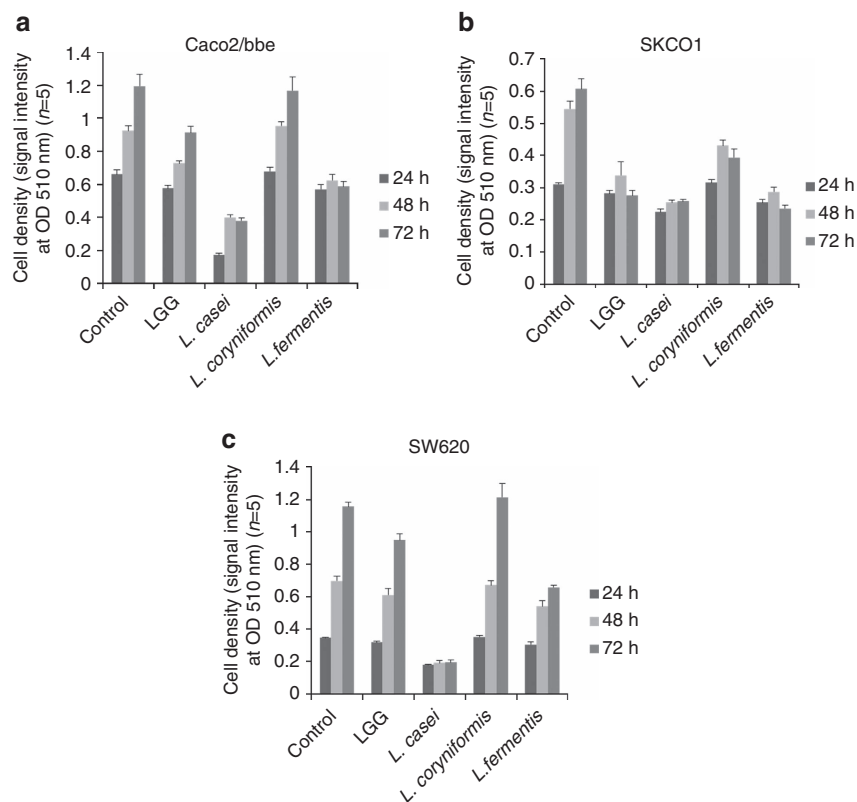 a
Caco2/bbe
Cell density (signal intensity
at OD 510 nm) (n=5)
1.4
1.2
1
0.8
0.6
0.4
0.2
0
Control
LGG
L. casei
L. coryniformis
L.fermentis
24 h
48 h
72 h
b
SKCO1
Cell density (signal intensity
at OD 510 nm) (n=5)
0.7
0.6
0.5
0.4
0.3
0.2
0.1
0
Control
LGG
L. casei
L. coryniformis
L.fermentis
24 h
48 h
72 h
c
SW620
Cell density (signal intensity
at OD 510 nm) (n=5)
1.4
1.2
1
0.8
0.6
0.4
0.2
0
Control
LGG
L. casei
L. coryniformis
L.fermentis
24 h
48 h
72 h